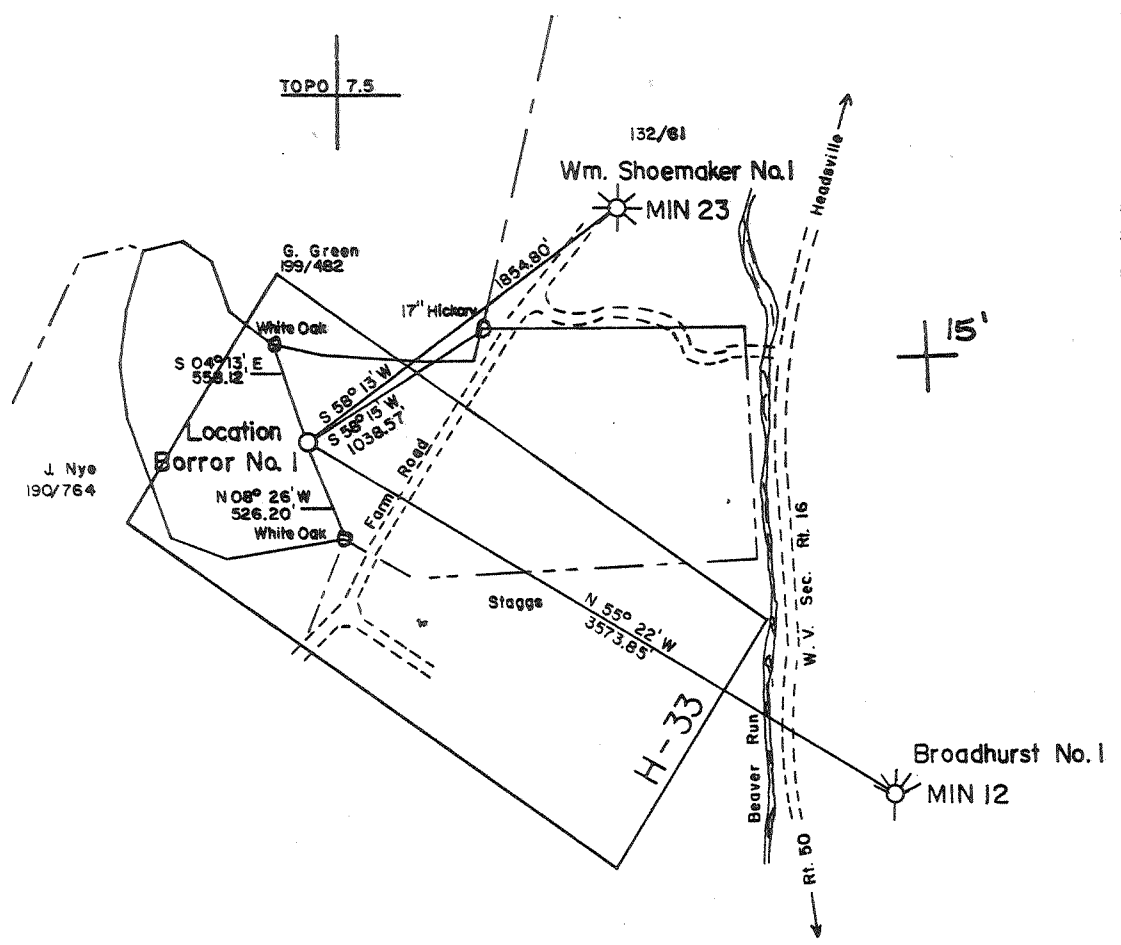 TOPO 7.5
132/61
Wm. Shoemaker No. 1
MIN 23
Headsville
G. Green
199/482
1854.80'
17" Hickory
White Oak
15'
S 04° 13' E
558.12'
S 58° 13' W
S 58° 15' W
1038.57'
Location
Borror No. 1
J. Nye
190/764
Farm Road
N 08° 26' W
526.20'
White Oak
W. V. Sec. Rt. 16
Staggs
N 55° 22' W
3573.85'
H-33
Beaver Run
Broadhurst No. 1
MIN 12
Rt. 50